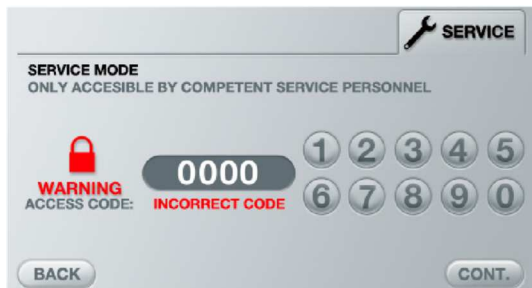 SERVICE
SERVICE MODE
ONLY ACCESIBLE BY COMPETENT SERVICE PERSONNEL
1 2 3 4 5
0000
WARNING
6 7 8 9 0
ACCESS CODE: INCORRECT CODE
BACK CONT.